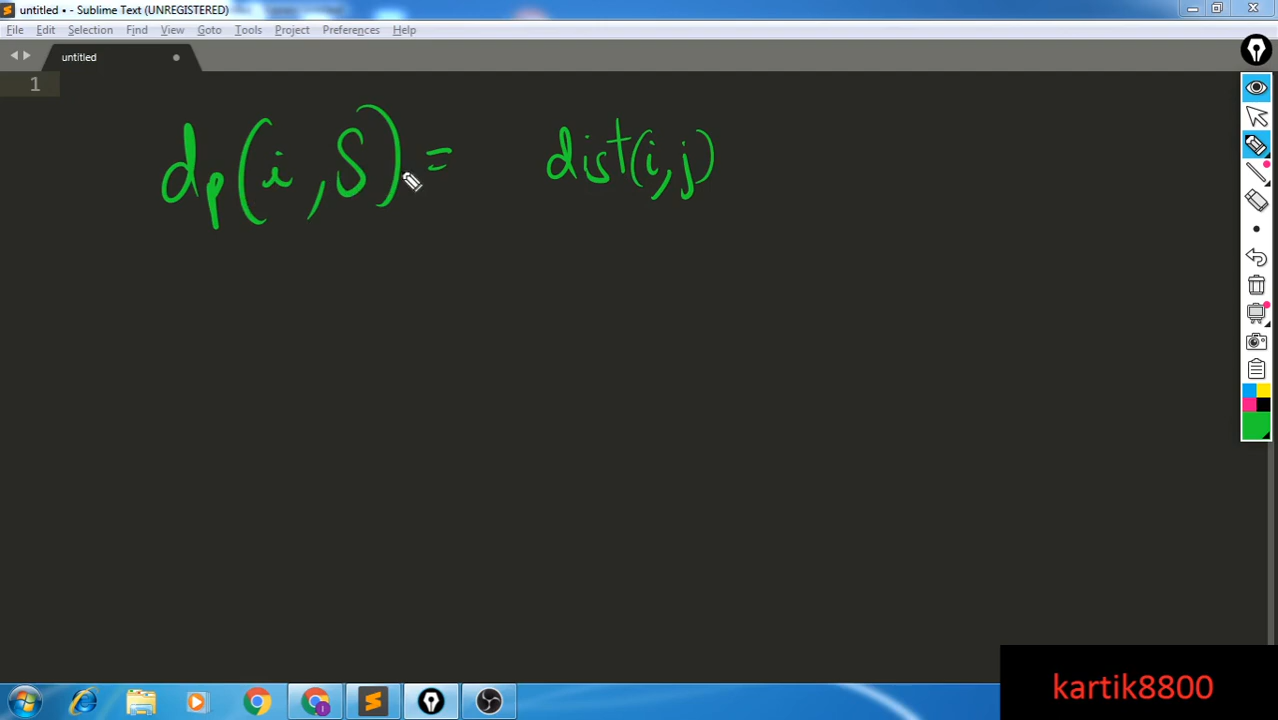 untitled • - Sublime Text (UNREGISTERED)
File Edit Selection Find View Goto Tools Project Preferences Help
untitled
1
dp(i,S) = dist(i,j)
kartik8800